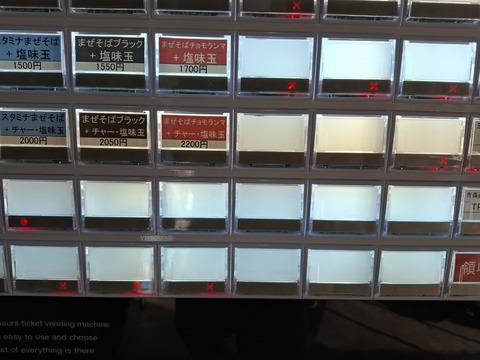 スタミナまぜそば
+ 塩味玉
1500円
まぜそばブラック
+ 塩味玉
1550円
まぜそばチョモランマ
+ 塩味玉
1700円
スタミナまぜそば
+ チャー・塩味玉
2000円
まぜそばブラック
+ チャー・塩味玉
2050円
まぜそばチョモランマ
+ チャー・塩味玉
2200円
領収
saura ticket vending machine
easy to use and choose
st of everything is there